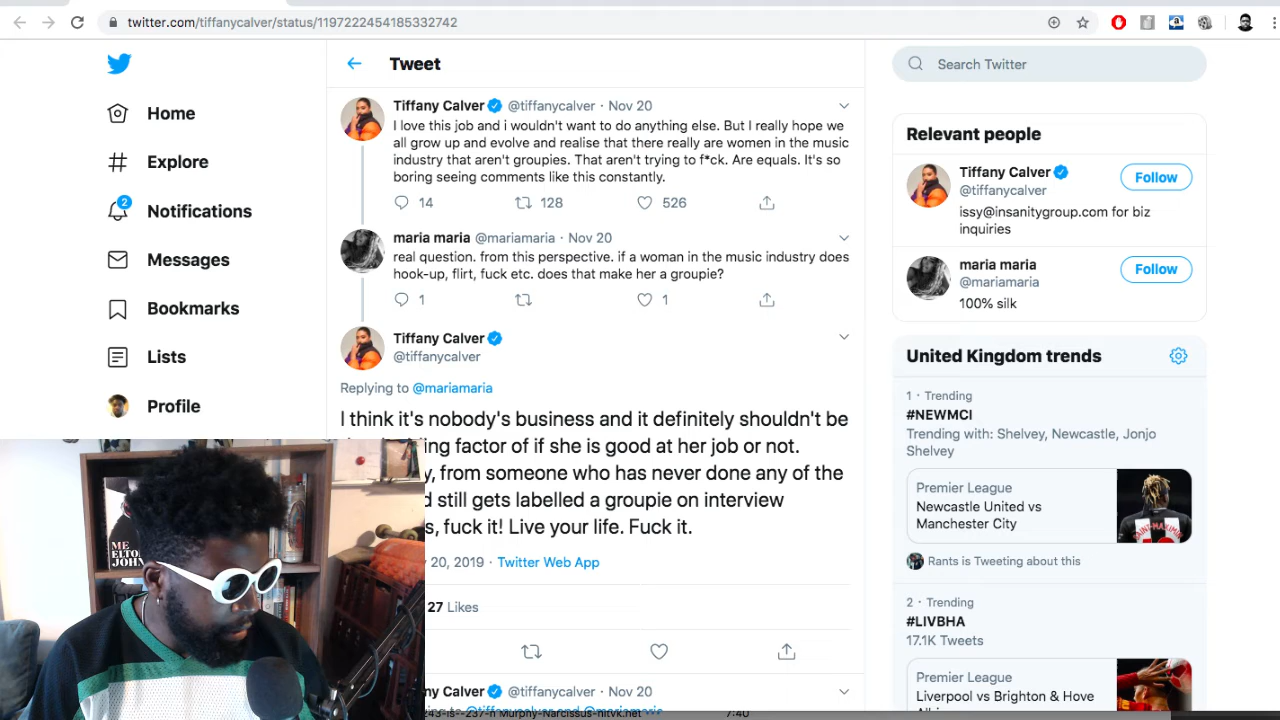 twitter.com/tiffanycalver/status/1197222454185332742
Home
Explore
2
Notifications
Messages
Bookmarks
Lists
Profile
Tweet
Tiffany Calver @tiffanycalver · Nov 20
I love this job and i wouldn't want to do anything else. But I really hope we
all grow up and evolve and realise that there really are women in the music
industry that aren't groupies. That aren't trying to f*ck. Are equals. It's so
boring seeing comments like this constantly.
14 128 526
maria maria @mariamaria · Nov 20
real question. from this perspective. if a woman in the music industry does
hook-up, flirt, fuck etc. does that make her a groupie?
1 1
Tiffany Calver
@tiffanycalver
Replying to @mariamaria
I think it's nobody's business and it definitely shouldn't be
ing factor of if she is good at her job or not.
y, from someone who has never done any of the
d still gets labelled a groupie on interview
s, fuck it! Live your life. Fuck it.
20, 2019 · Twitter Web App
27 Likes
ny Calver @tiffanycalver · Nov 20
@tiffanycalver and @mariamaria
7:40
ME
ELTON
JOHN
Search Twitter
Relevant people
Tiffany Calver
@tiffanycalver
Follow
issy@insanitygroup.com for biz
inquiries
maria maria
@mariamaria
Follow
100% silk
United Kingdom trends
1 · Trending
#NEWMCI
Trending with: Shelvey, Newcastle, Jonjo
Shelvey
Premier League
Newcastle United vs
Manchester City
Rants is Tweeting about this
2 · Trending
#LIVBHA
17.1K Tweets
Premier League
Liverpool vs Brighton & Hove